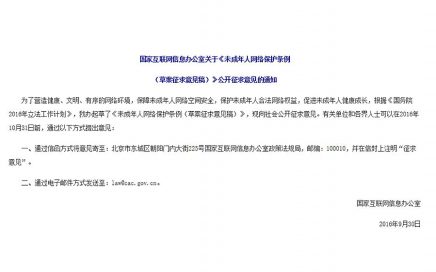 国家互联网信息办公室关于《未成年人网络保护条例
（草案征求意见稿）》公开征求意见的通知
为了营造健康、文明、有序的网络环境，保障未成年人网络空间安全，保护未成年人合法网络权益，促进未成年人健康成长，根据《国务院
2016年立法工作计划》，我办起草了《未成年人网络保护条例（草案征求意见稿）》，现向社会公开征求意见。有关单位和各界人士可以在2016年
10月31日前，通过以下方式提出意见：
一、通过信函方式将意见寄至：北京市东城区朝阳门内大街225号国家互联网信息办公室政策法规局，邮编：100010，并在信封上注明“征求
意见”。
二、通过电子邮件方式发送至：law@cac.gov.cn。
国家互联网信息办公室
2016年9月30日